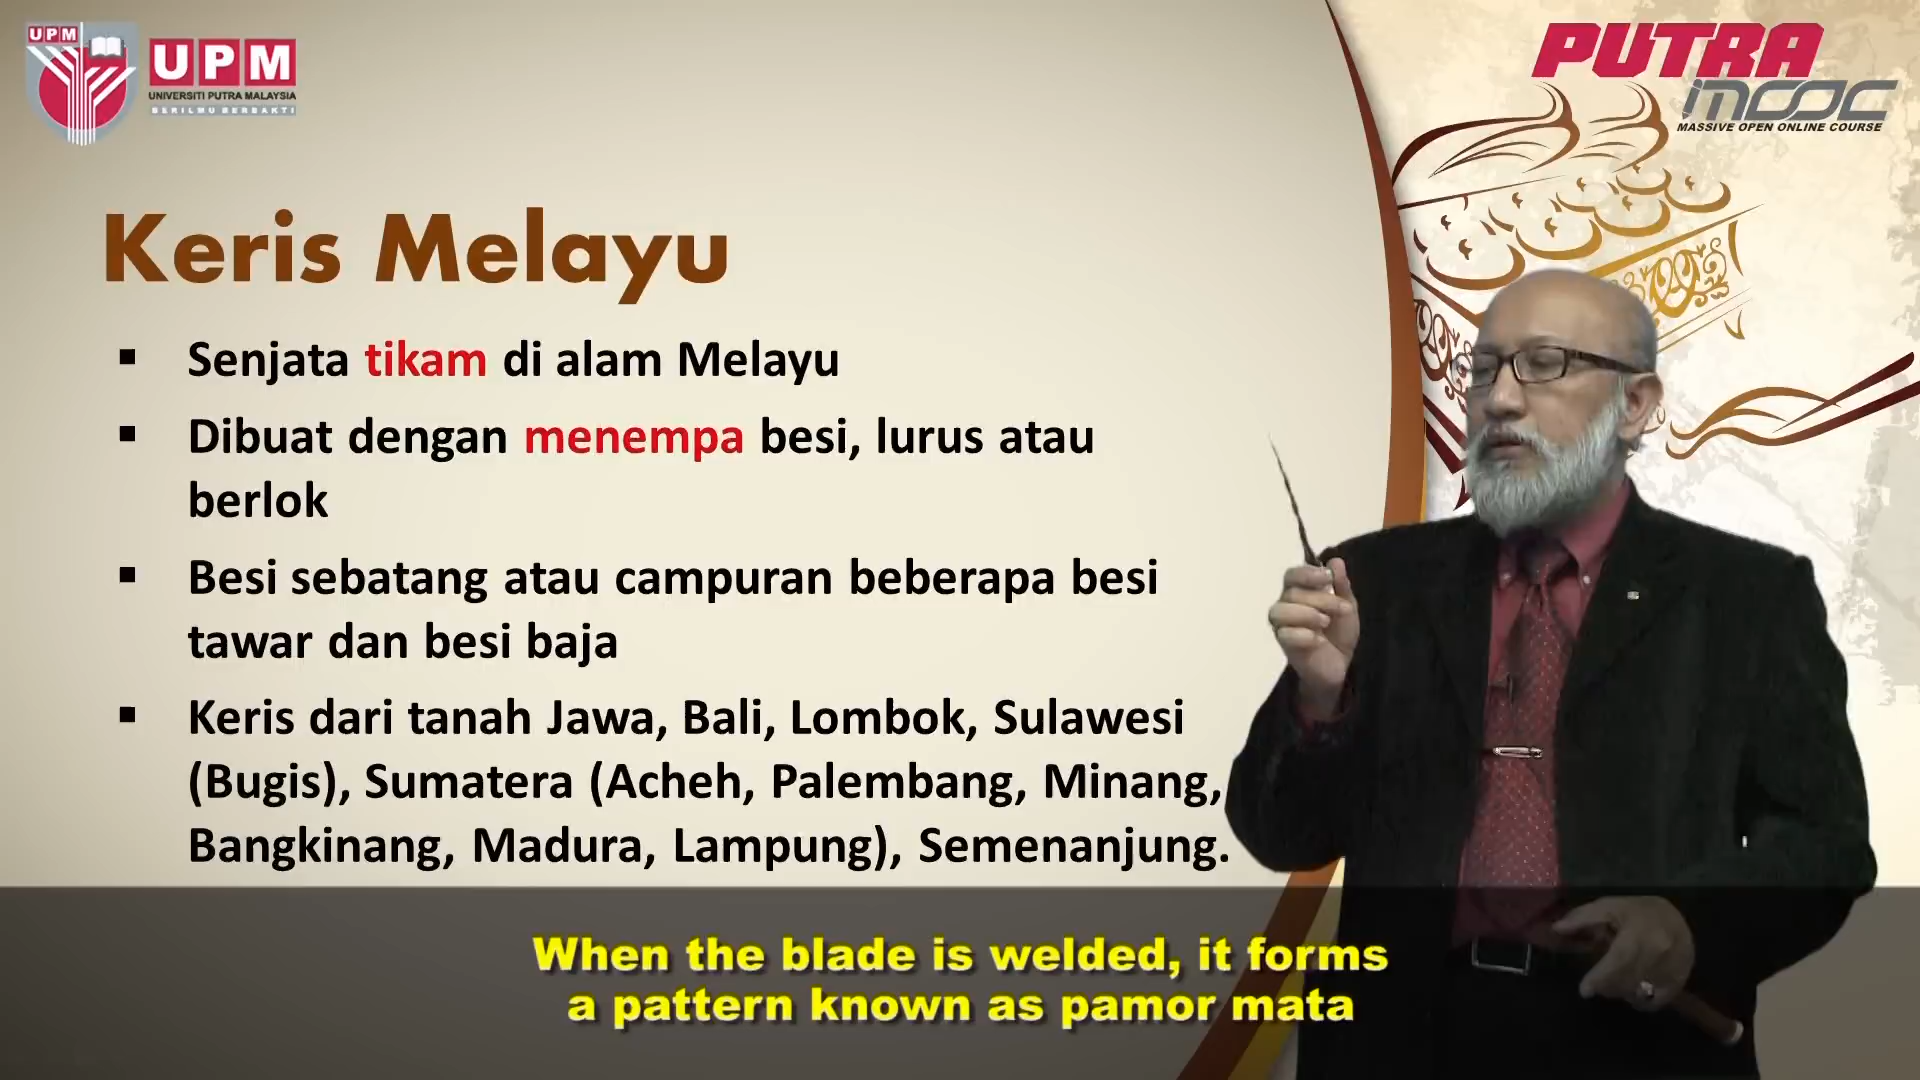 UPM
UPM
UNIVERSITI PUTRA MALAYSIA
BERILMU BERBAKTI
PUTRA
mooc
MASSIVE OPEN ONLINE COURSE
Keris Melayu
▪ Senjata tikam di alam Melayu
▪ Dibuat dengan menempa besi, lurus atau
berlok
▪ Besi sebatang atau campuran beberapa besi
tawar dan besi baja
▪ Keris dari tanah Jawa, Bali, Lombok, Sulawesi
(Bugis), Sumatera (Acheh, Palembang, Minang,
Bangkinang, Madura, Lampung), Semenanjung.
When the blade is welded, it forms
a pattern known as pamor mata